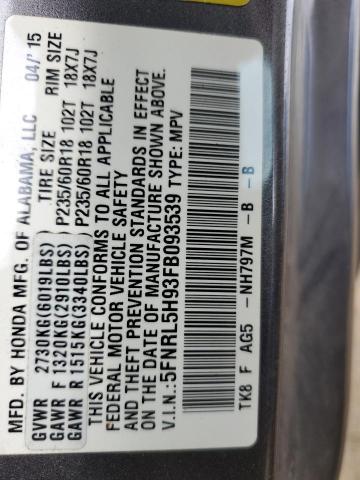 MFD. BY HONDA MFG. OF ALABAMA, LLC 04/'15
GVWR 2730KG(6019LBS) TIRE SIZE RIM SIZE
GAWR F 1320KG(2910LBS) P235/60R18 102T 18X7J
GAWR R 1515KG(3340LBS) P235/60R18 102T 18X7J
THIS VEHICLE CONFORMS TO ALL APPLICABLE
FEDERAL MOTOR VEHICLE SAFETY
AND THEFT PREVENTION STANDARDS IN EFFECT
ON THE DATE OF MANUFACTURE SHOWN ABOVE.
V.I.N.: 5FNRL5H93FB093539 TYPE: MPV
TK8 F AG5 -NH797M -B -B